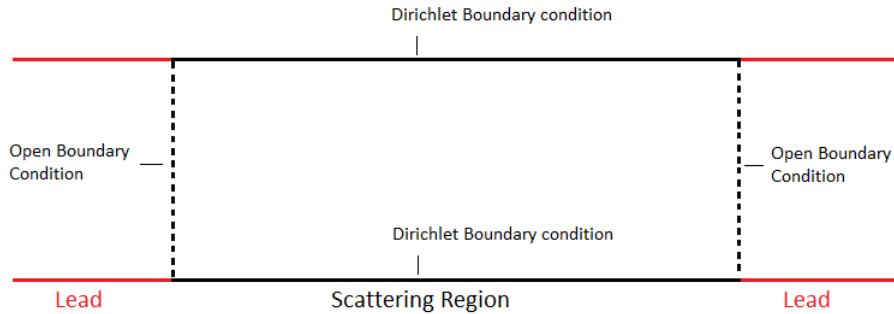 Dirichlet Boundary condition
Open Boundary
Condition
Open Boundary
Condition
Dirichlet Boundary condition
Lead
Scattering Region
Lead